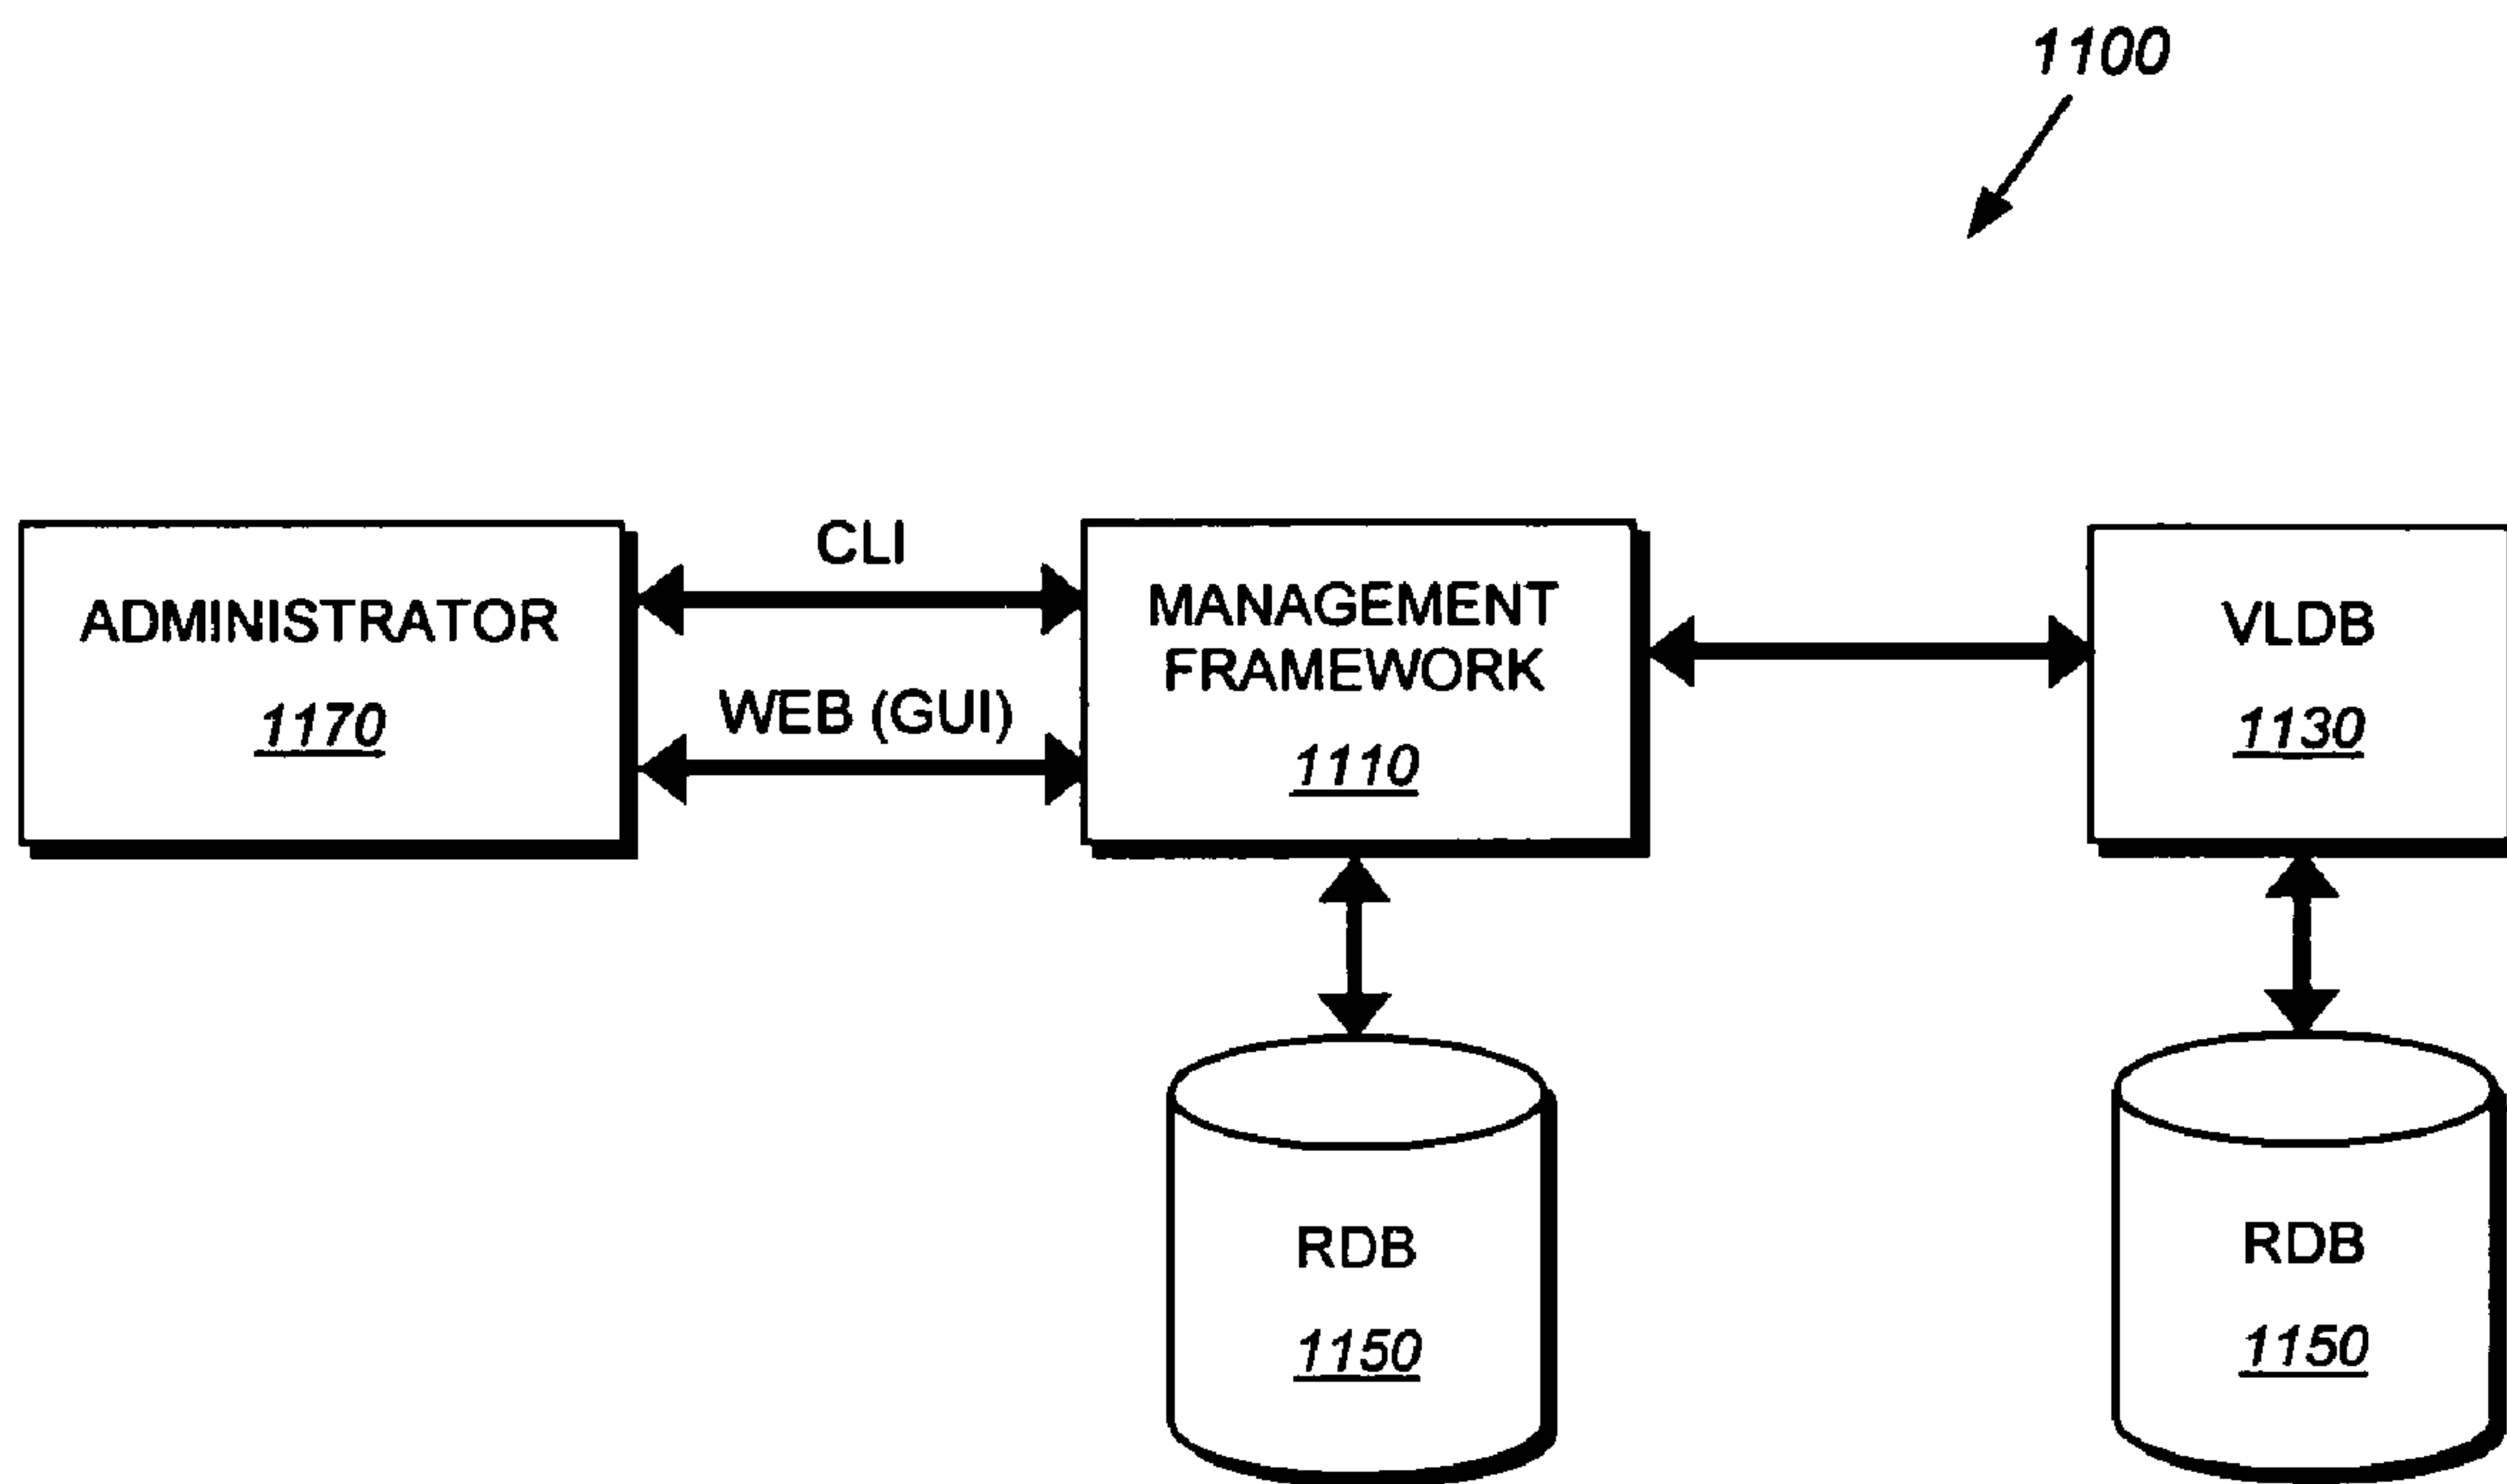 1100
ADMINISTRATOR
1170
CLI
WEB (GUI)
MANAGEMENT
FRAMEWORK
1110
VLDB
1130
RDB
1150
RDB
1150